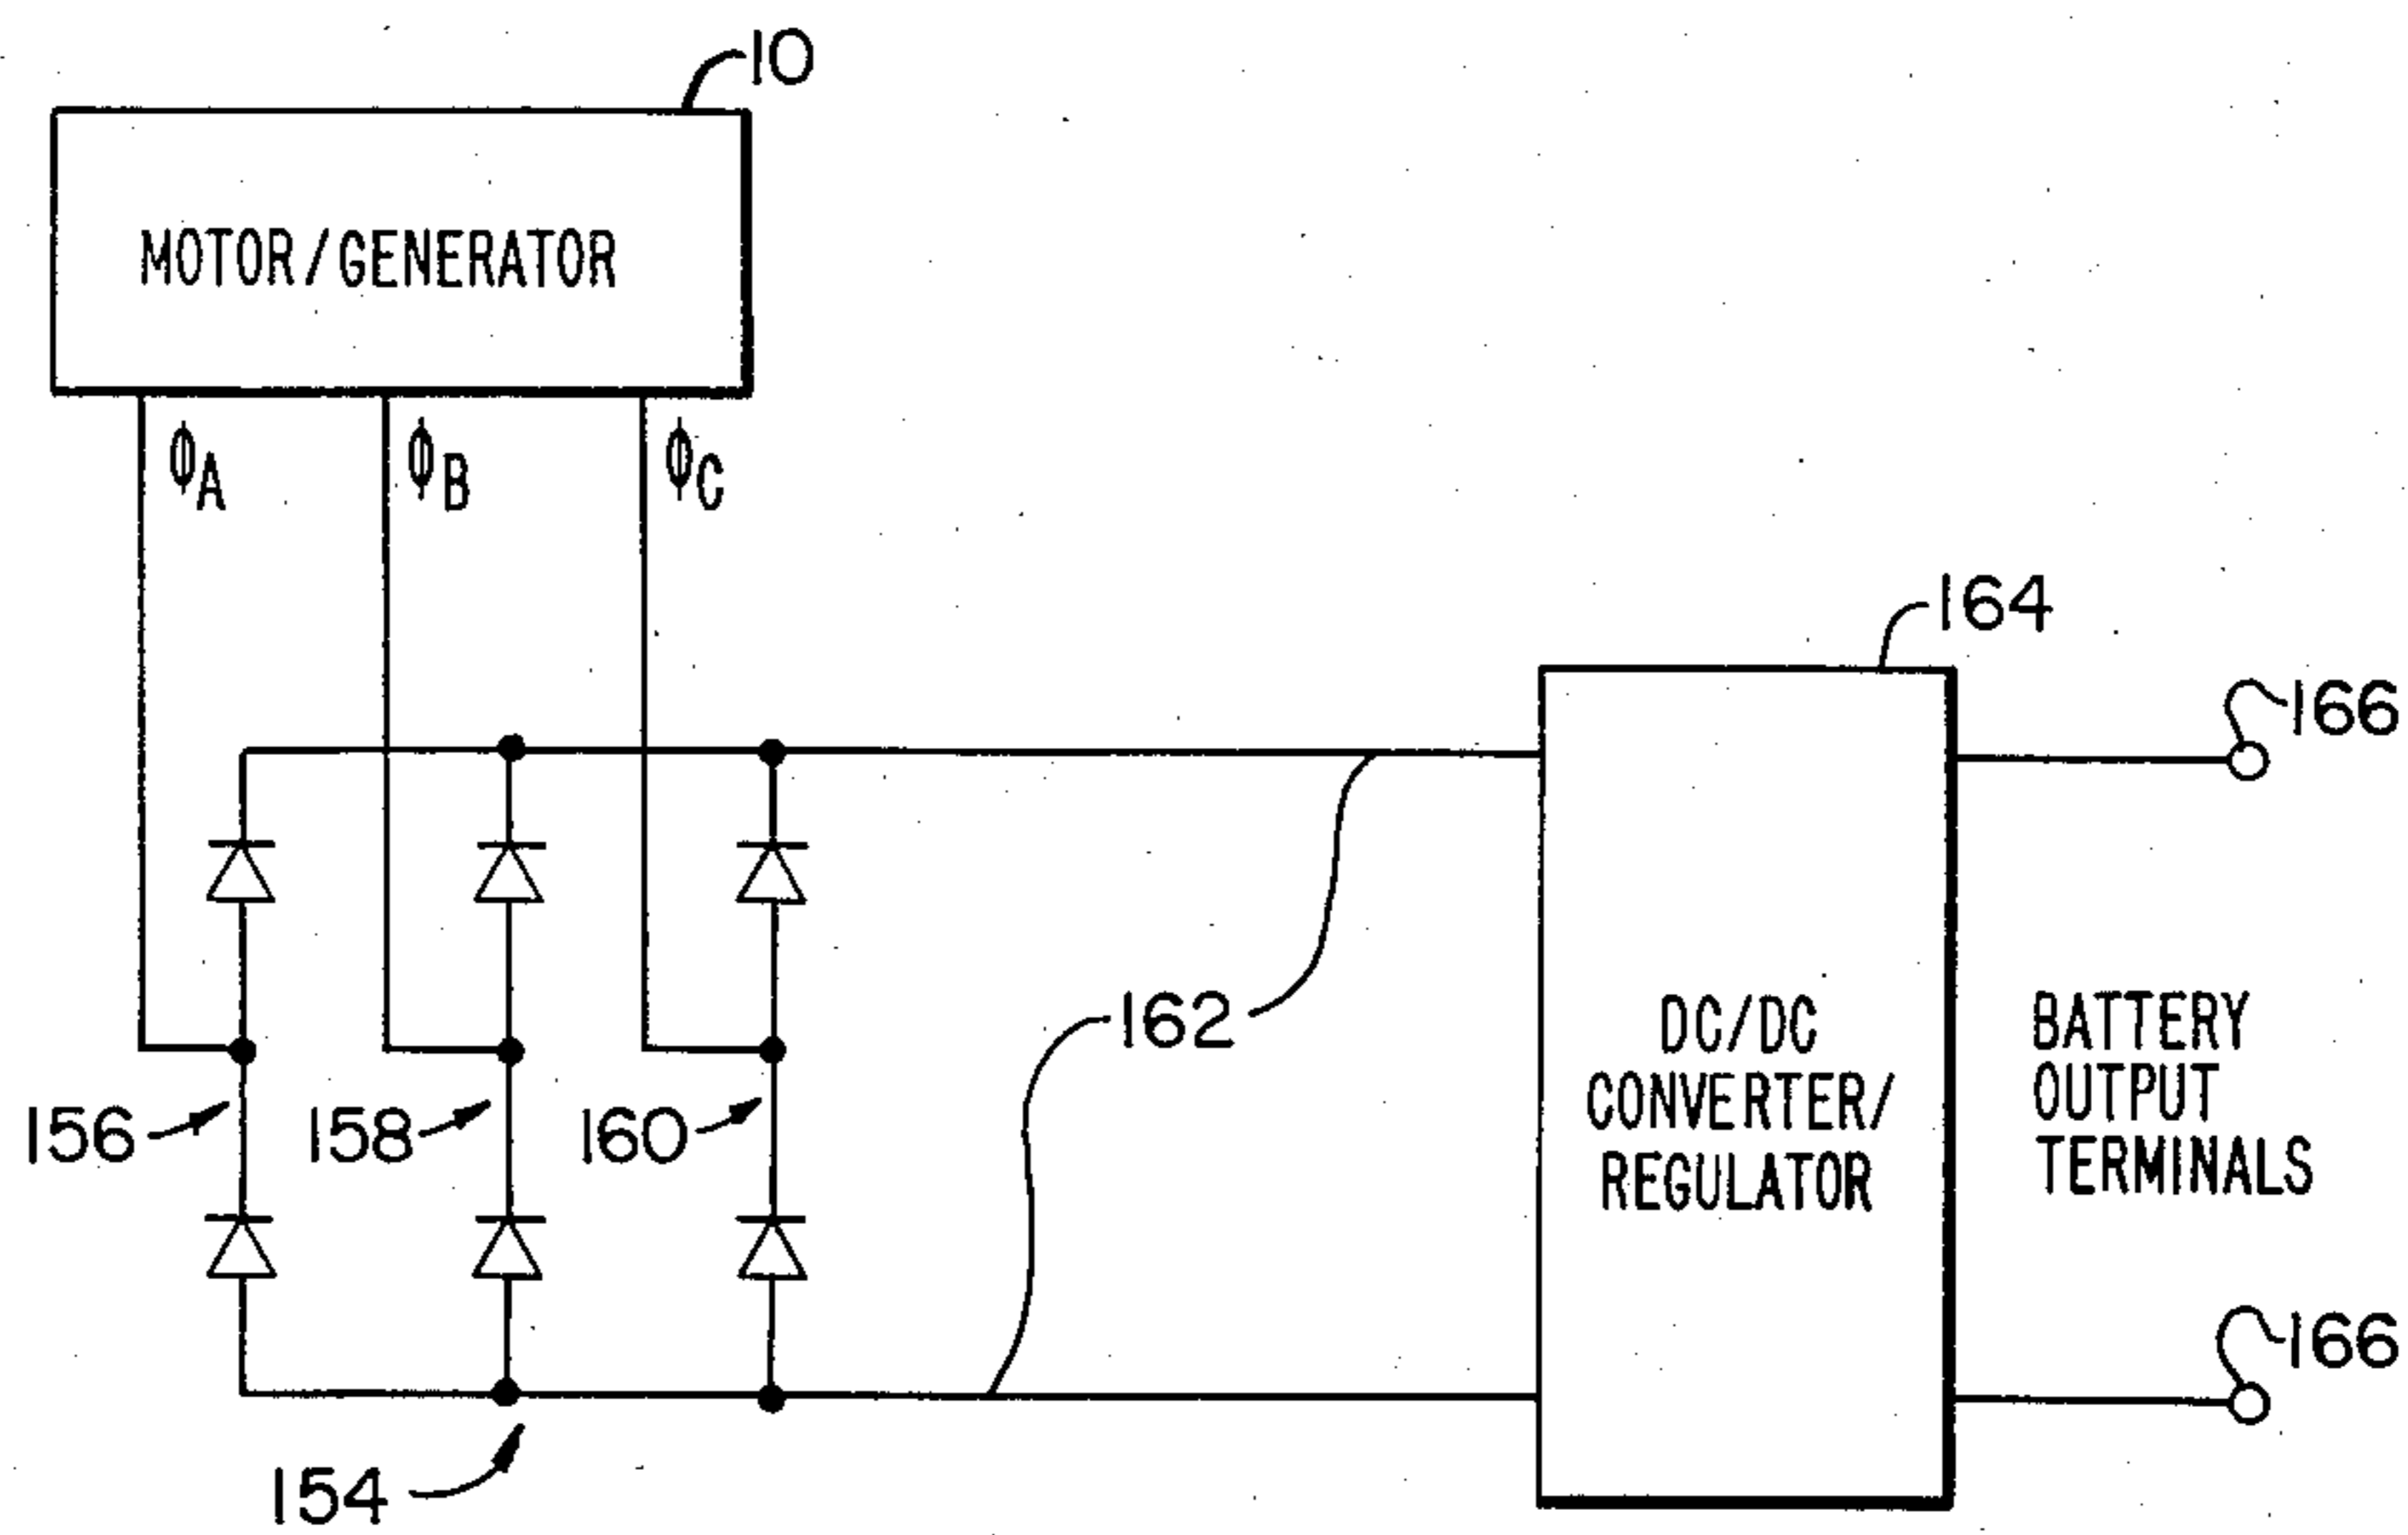 10
MOTOR/GENERATOR
ϕA
ϕB
ϕC
164
166
162
DC/DC
CONVERTER/
REGULATOR
BATTERY
OUTPUT
TERMINALS
156
158
160
166
154